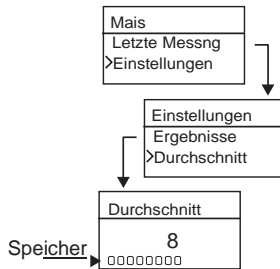 Mais
Letzte Messng
>Einstellungen
Einstellungen
Ergebnisse
>Durchschnitt
Durchschnitt
8
Speicher